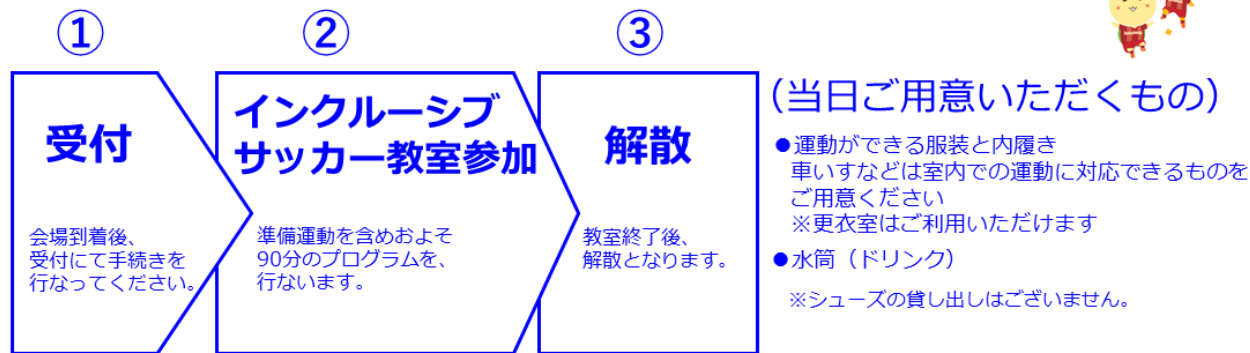 ①
受付
会場到着後、
受付にて手続きを
行なってください。
②
インクルーシブ
サッカー教室参加
準備運動を含めおよそ
90分のプログラムを、
行ないます。
③
解散
教室終了後、
解散となります。
（当日ご用意いただくもの）
●運動ができる服装と内履き
車いすなどは室内での運動に対応できるものを
ご用意ください
※更衣室はご利用いただけます
●水筒（ドリンク）
※シューズの貸し出しはございません。